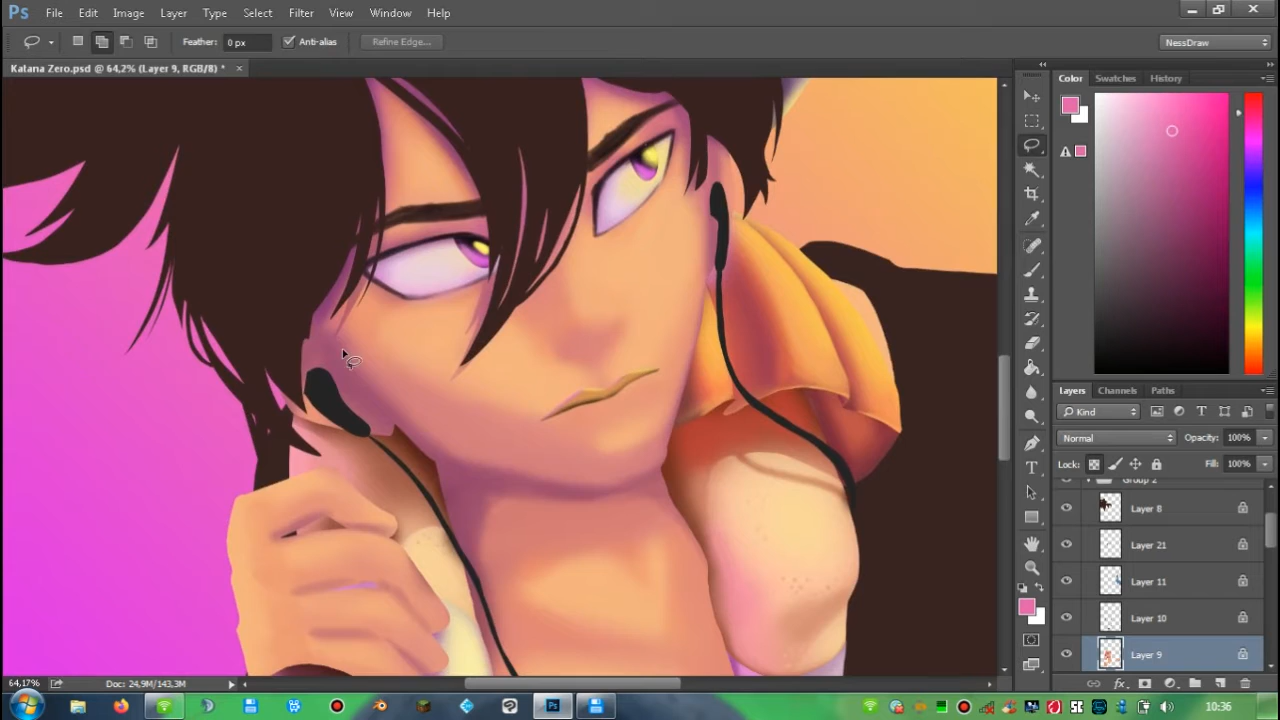 Ps File Edit Image Layer Type Select Filter View Window Help
Feather: 0 px Anti-alias Refine Edge... NessDraw
Katana Zero.psd @ 64,2% (Layer 9, RGB/8) * ×
Color Swatches History
Layers Channels Paths
Kind
Normal Opacity: 100%
Lock: Fill: 100%
Group 2
Layer 8
Layer 21
Layer 11
Layer 10
Layer 9
64,17% Doc: 24,9M/143,3M
Ps 10:36